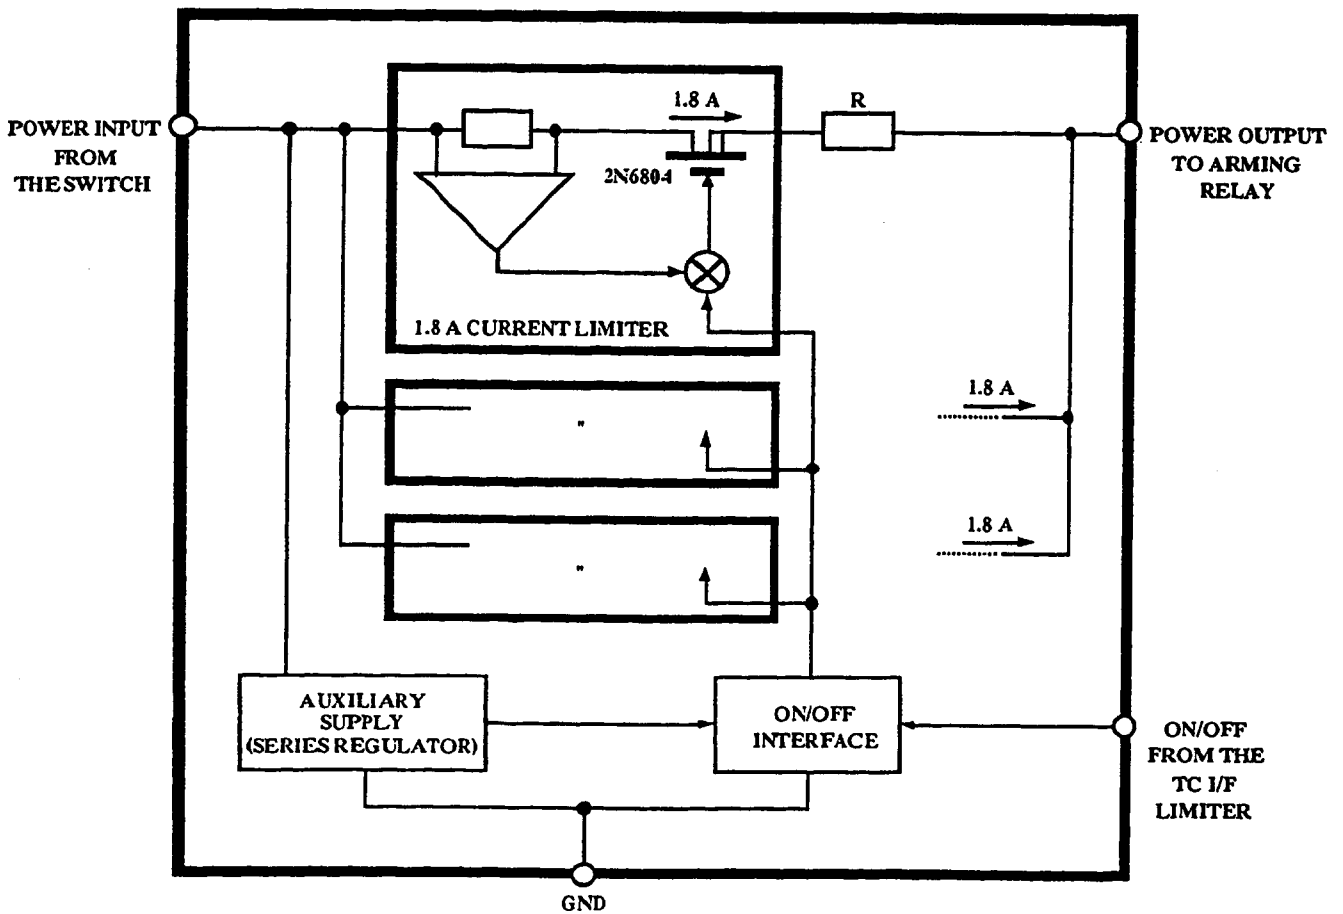 1.8 A
R
POWER INPUT
FROM
THE SWITCH
2N6804
POWER OUTPUT
TO ARMING
RELAY
1.8 A CURRENT LIMITER
1.8 A
"
1.8 A
"
AUXILIARY
SUPPLY
(SERIES REGULATOR)
ON/OFF
INTERFACE
ON/OFF
FROM THE
TC I/F
LIMITER
GND